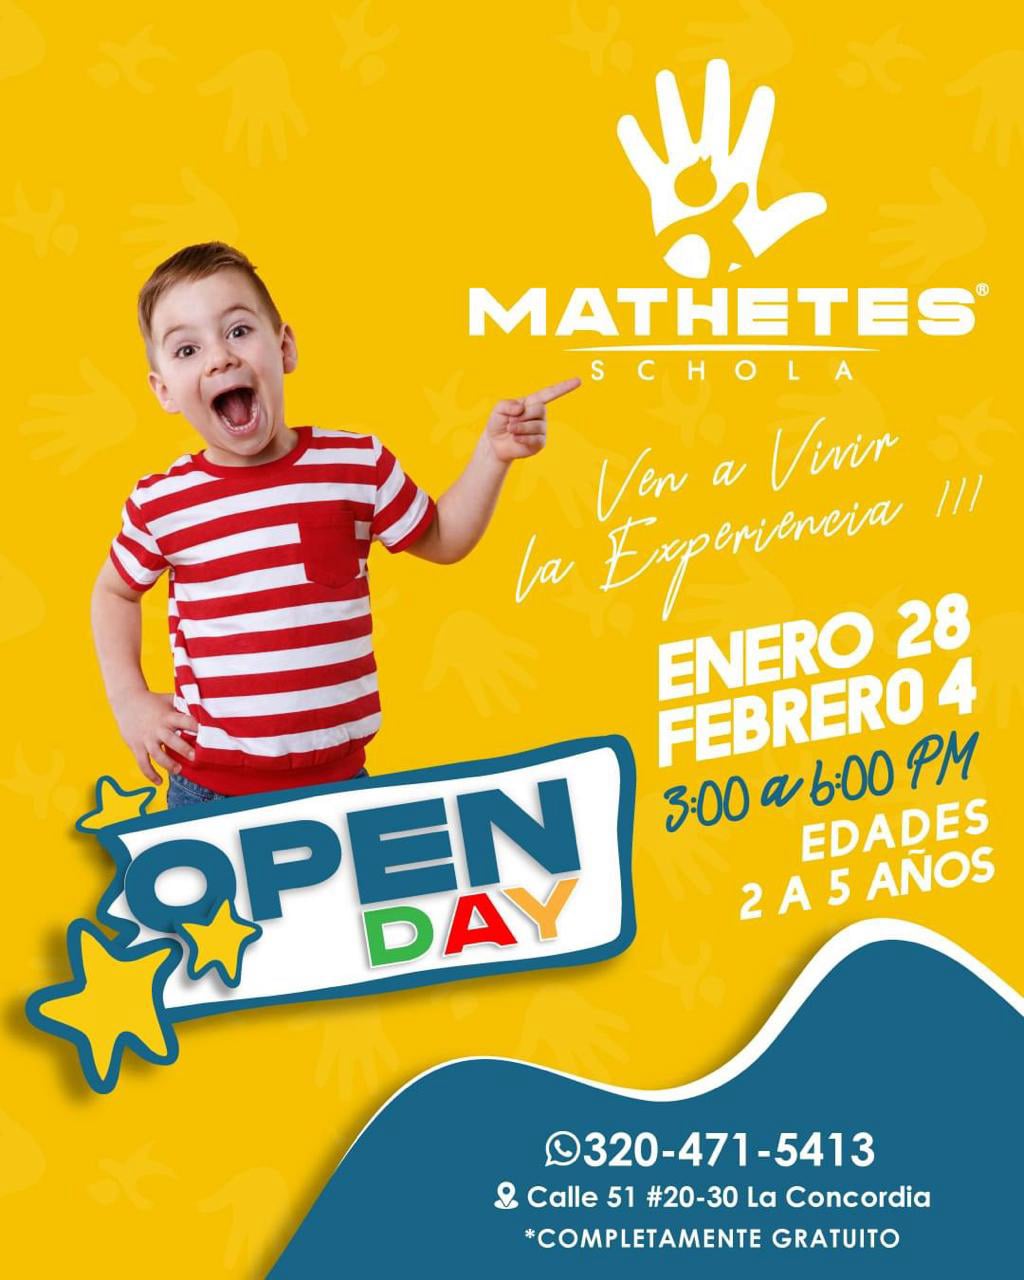 MATHETES®
SCHOLA
Ven a Vivir
la Experiencia !!!
ENERO 28
FEBRERO 4
3:00 a 6:00 PM
EDADES
2 A 5 AÑOS
OPEN
DAY
320-471-5413
Calle 51 #20-30 La Concordia
*COMPLETAMENTE GRATUITO